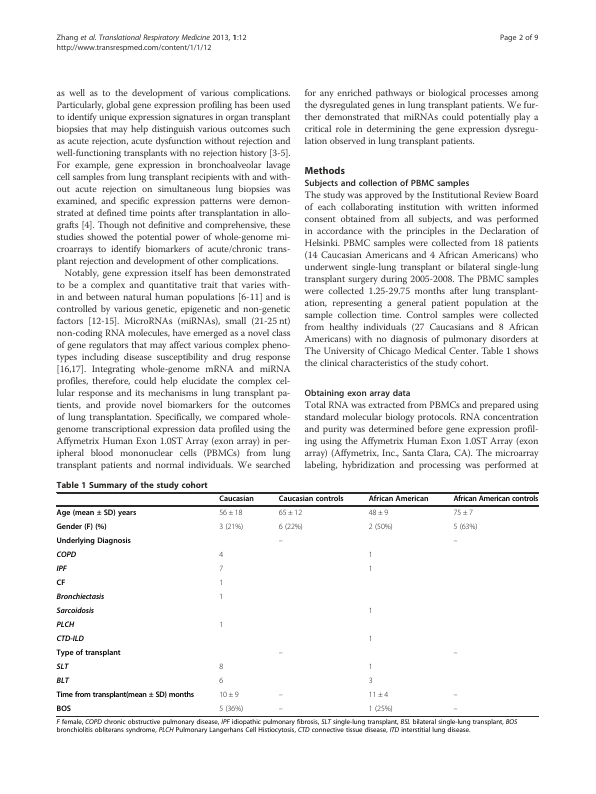 Zhang et al. Translational Respiratory Medicine 2013, 1:12
http://www.transrespmed.com/content/1/1/12
Page 2 of 9
as well as to the development of various complications.
Particularly, global gene expression profiling has been used
to identify unique expression signatures in organ transplant
biopsies that may help distinguish various outcomes such
as acute rejection, acute dysfunction without rejection and
well-functioning transplants with no rejection history [3-5].
For example, gene expression in bronchoalveolar lavage
cell samples from lung transplant recipients with and with-
out acute rejection on simultaneous lung biopsies was
examined, and specific expression patterns were demon-
strated at defined time points after transplantation in allo-
grafts [4]. Though not definitive and comprehensive, these
studies showed the potential power of whole-genome mi-
croarrays to identify biomarkers of acute/chronic trans-
plant rejection and development of other complications.
Notably, gene expression itself has been demonstrated
to be a complex and quantitative trait that varies with-
in and between natural human populations [6-11] and is
controlled by various genetic, epigenetic and non-genetic
factors [12-15]. MicroRNAs (miRNAs), small (21-25 nt)
non-coding RNA molecules, have emerged as a novel class
of gene regulators that may affect various complex pheno-
types including disease susceptibility and drug response
[16,17]. Integrating whole-genome mRNA and miRNA
profiles, therefore, could help elucidate the complex cel-
lular response and its mechanisms in lung transplant pa-
tients, and provide novel biomarkers for the outcomes
of lung transplantation. Specifically, we compared whole-
genome transcriptional expression data profiled using the
Affymetrix Human Exon 1.0ST Array (exon array) in per-
ipheral blood mononuclear cells (PBMCs) from lung
transplant patients and normal individuals. We searched
for any enriched pathways or biological processes among
the dysregulated genes in lung transplant patients. We fur-
ther demonstrated that miRNAs could potentially play a
critical role in determining the gene expression dysregu-
lation observed in lung transplant patients.
Methods
Subjects and collection of PBMC samples
The study was approved by the Institutional Review Board
of each collaborating institution with written informed
consent obtained from all subjects, and was performed
in accordance with the principles in the Declaration of
Helsinki. PBMC samples were collected from 18 patients
(14 Caucasian Americans and 4 African Americans) who
underwent single-lung transplant or bilateral single-lung
transplant surgery during 2005-2008. The PBMC samples
were collected 1.25-29.75 months after lung transplant-
ation, representing a general patient population at the
sample collection time. Control samples were collected
from healthy individuals (27 Caucasians and 8 African
Americans) with no diagnosis of pulmonary disorders at
The University of Chicago Medical Center. Table 1 shows
the clinical characteristics of the study cohort.
Obtaining exon array data
Total RNA was extracted from PBMCs and prepared using
standard molecular biology protocols. RNA concentration
and purity was determined before gene expression profil-
ing using the Affymetrix Human Exon 1.0ST Array (exon
array) (Affymetrix, Inc., Santa Clara, CA). The microarray
labeling, hybridization and processing was performed at
Table 1 Summary of the study cohort
Caucasian Caucasian controls African American African American controls
Age (mean ± SD) years 56 ± 18 65 ± 12 48 ± 9 75 ± 7
Gender (F) (%) 3 (21%) 6 (22%) 2 (50%) 5 (63%)
Underlying Diagnosis – –
COPD 4 1
IPF 7 1
CF 1
Bronchiectasis 1
Sarcoidosis 1
PLCH 1
CTD-ILD 1
Type of transplant – –
SLT 8 1
BLT 6 3
Time from transplant(mean ± SD) months 10 ± 9 – 11 ± 4 –
BOS 5 (36%) – 1 (25%) –
F female, COPD chronic obstructive pulmonary disease, IPF idiopathic pulmonary fibrosis, SLT single-lung transplant, BSL bilateral single-lung transplant, BOS
bronchiolitis obliterans syndrome, PLCH Pulmonary Langerhans Cell Histiocytosis, CTD connective tissue disease, ITD interstitial lung disease.